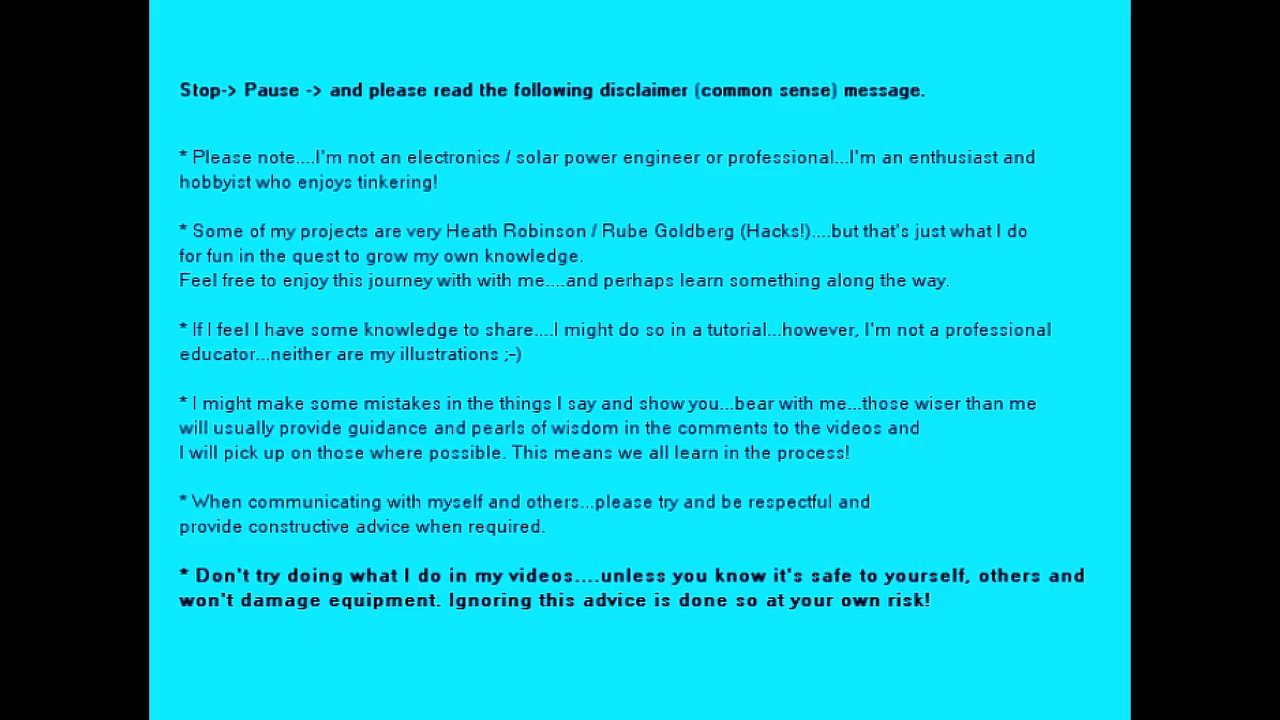 Stop-> Pause -> and please read the following disclaimer (common sense) message.
* Please note....I'm not an electronics / solar power engineer or professional...I'm an enthusiast and
hobbyist who enjoys tinkering!
* Some of my projects are very Heath Robinson / Rube Goldberg (Hacks!)....but that's just what I do
for fun in the quest to grow my own knowledge.
Feel free to enjoy this journey with with me....and perhaps learn something along the way.
* If I feel I have some knowledge to share....I might do so in a tutorial...however, I'm not a professional
educator...neither are my illustrations ;-)
* I might make some mistakes in the things I say and show you...bear with me...those wiser than me
will usually provide guidance and pearls of wisdom in the comments to the videos and
I will pick up on those where possible. This means we all learn in the process!
* When communicating with myself and others...please try and be respectful and
provide constructive advice when required.
* Don't try doing what I do in my videos....unless you know it's safe to yourself, others and
won't damage equipment. Ignoring this advice is done so at your own risk!